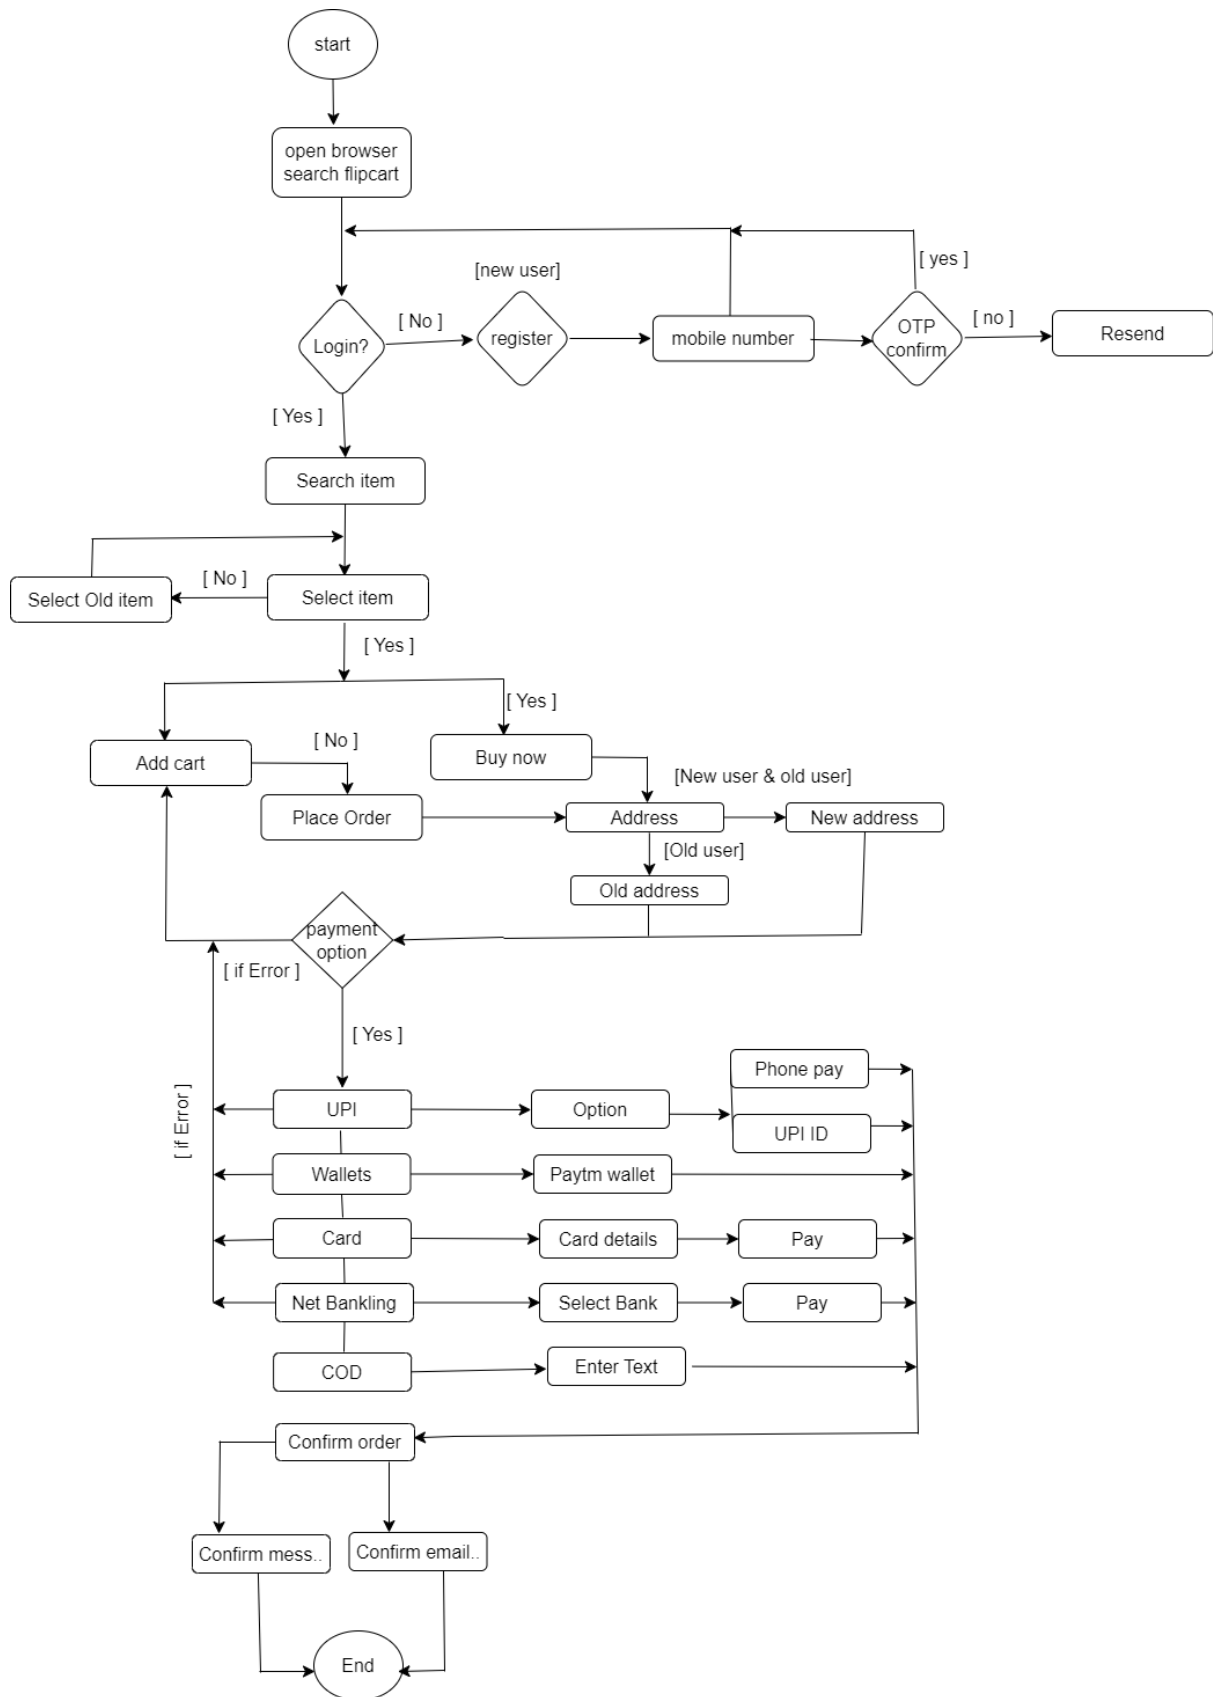 start
open browser
search flipcart
[ yes ]
[new user]
[ No ]
[ no ]
Login?
register
mobile number
OTP
confirm
Resend
[ Yes ]
Search item
[ No ]
Select Old item
Select item
[ Yes ]
[ Yes ]
[ No ]
Add cart
Buy now
[New user & old user]
Place Order
Address
New address
[Old user]
Old address
payment
option
[ if Error ]
[ Yes ]
[ if Error ]
Phone pay
UPI
Option
UPI ID
Wallets
Paytm wallet
Card
Card details
Pay
Net Bankling
Select Bank
Pay
COD
Enter Text
Confirm order
Confirm mess..
Confirm email..
End